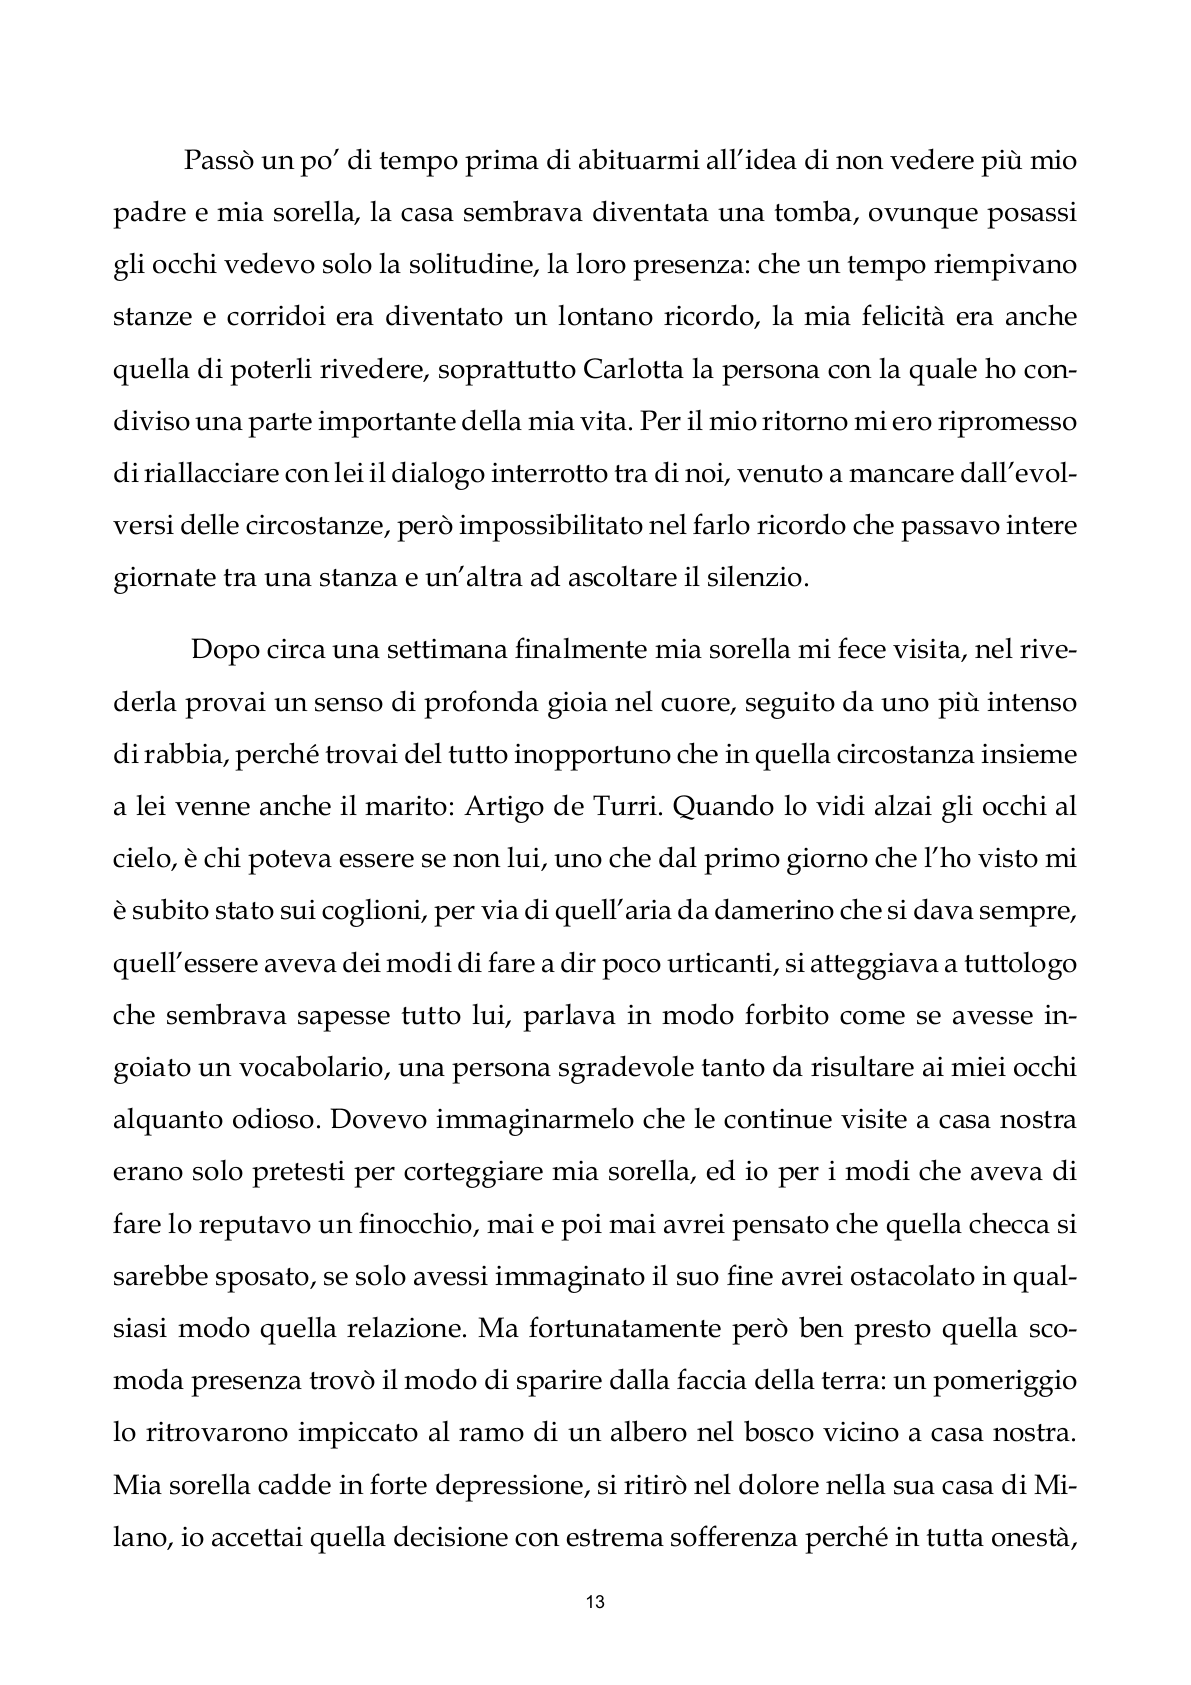 Passò un po’ di tempo prima di abituarmi all’idea di non vedere più mio
padre e mia sorella, la casa sembrava diventata una tomba, ovunque posassi
gli occhi vedevo solo la solitudine, la loro presenza: che un tempo riempivano
stanze e corridoi era diventato un lontano ricordo, la mia felicità era anche
quella di poterli rivedere, soprattutto Carlotta la persona con la quale ho con-
diviso una parte importante della mia vita. Per il mio ritorno mi ero ripromesso
di riallacciare con lei il dialogo interrotto tra di noi, venuto a mancare dall’evol-
versi delle circostanze, però impossibilitato nel farlo ricordo che passavo intere
giornate tra una stanza e un’altra ad ascoltare il silenzio.
Dopo circa una settimana finalmente mia sorella mi fece visita, nel rive-
derla provai un senso di profonda gioia nel cuore, seguito da uno più intenso
di rabbia, perché trovai del tutto inopportuno che in quella circostanza insieme
a lei venne anche il marito: Artigo de Turri. Quando lo vidi alzai gli occhi al
cielo, è chi poteva essere se non lui, uno che dal primo giorno che l’ho visto mi
è subito stato sui coglioni, per via di quell’aria da damerino che si dava sempre,
quell’essere aveva dei modi di fare a dir poco urticanti, si atteggiava a tuttologo
che sembrava sapesse tutto lui, parlava in modo forbito come se avesse in-
goiato un vocabolario, una persona sgradevole tanto da risultare ai miei occhi
alquanto odioso. Dovevo immaginarmelo che le continue visite a casa nostra
erano solo pretesti per corteggiare mia sorella, ed io per i modi che aveva di
fare lo reputavo un finocchio, mai e poi mai avrei pensato che quella checca si
sarebbe sposato, se solo avessi immaginato il suo fine avrei ostacolato in qual-
siasi modo quella relazione. Ma fortunatamente però ben presto quella sco-
moda presenza trovò il modo di sparire dalla faccia della terra: un pomeriggio
lo ritrovarono impiccato al ramo di un albero nel bosco vicino a casa nostra.
Mia sorella cadde in forte depressione, si ritirò nel dolore nella sua casa di Mi-
lano, io accettai quella decisione con estrema sofferenza perché in tutta onestà,
13